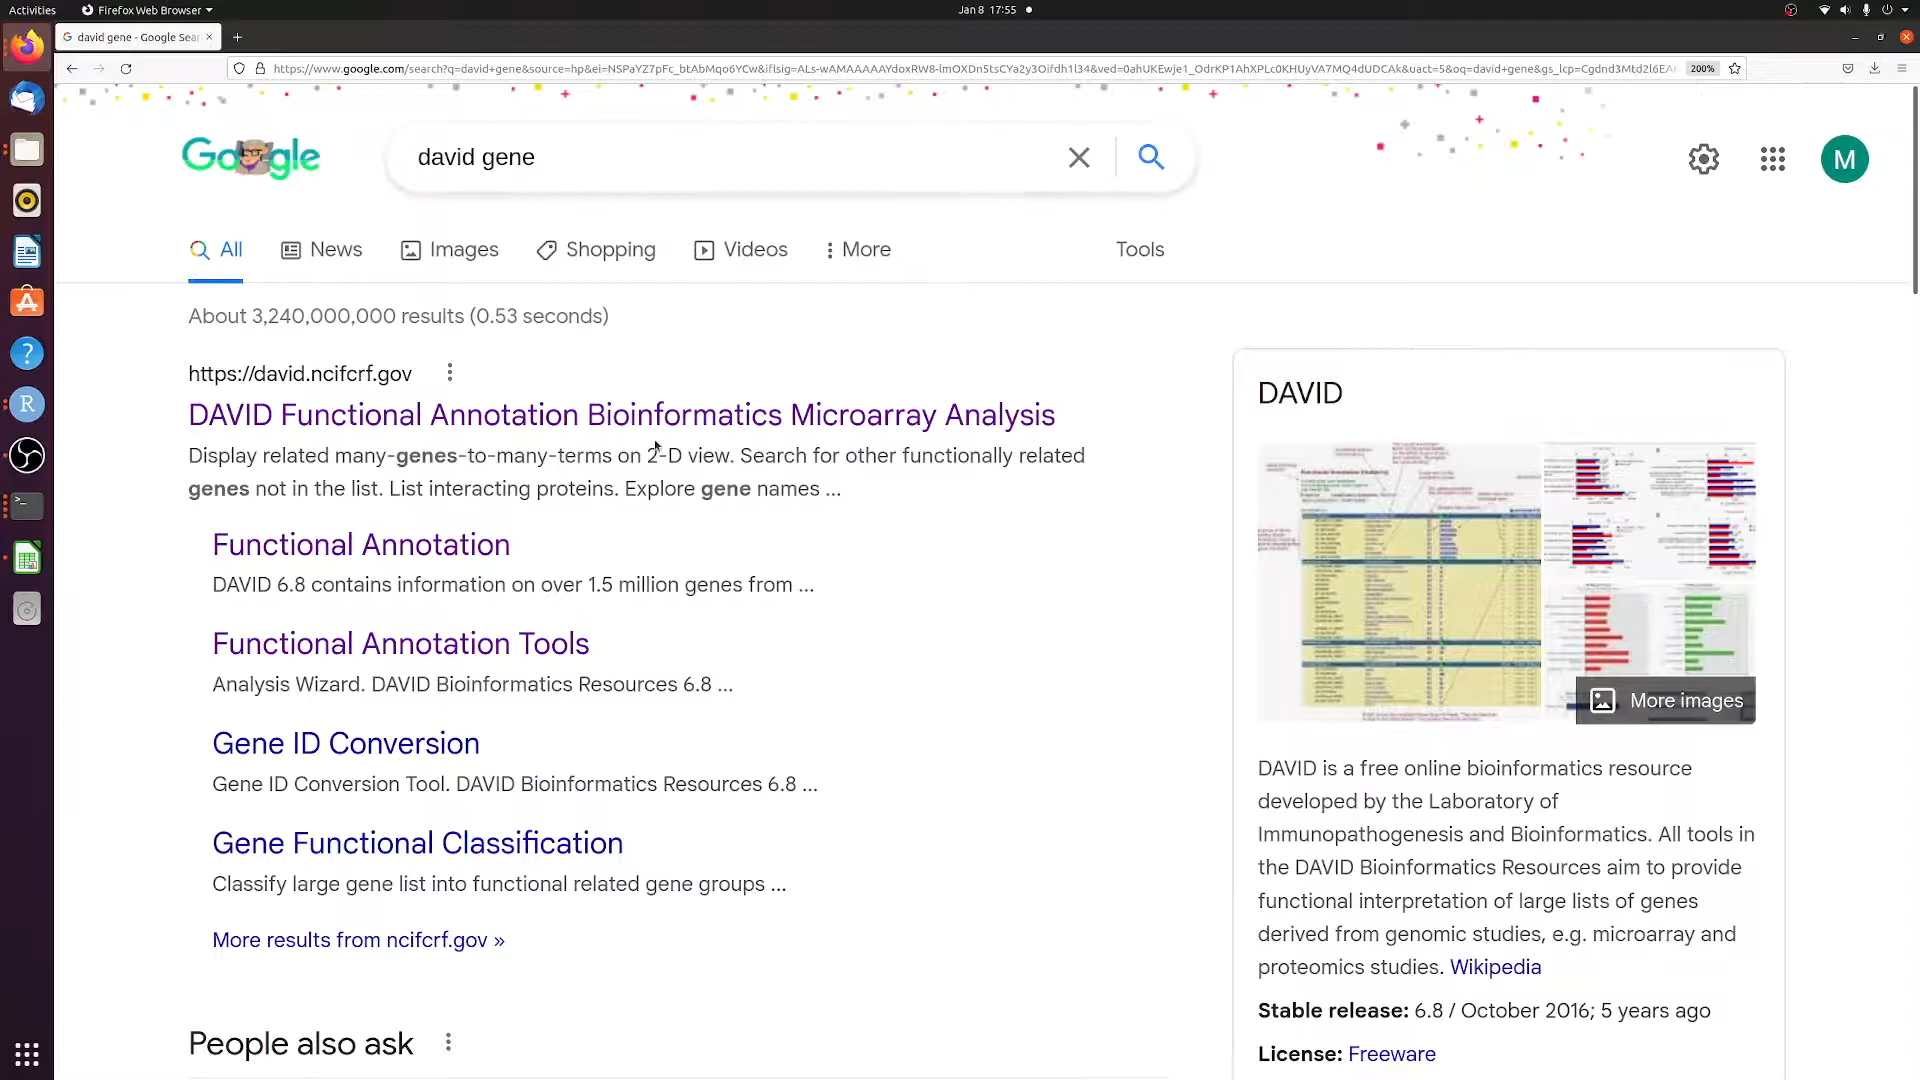 Activities
Firefox Web Browser
Jan 8 17:55
david gene - Google Sear
200%
Google
david gene
M
All
News
Images
Shopping
Videos
More
Tools
About 3,240,000,000 results (0.53 seconds)
https://david.ncifcrf.gov
DAVID Functional Annotation Bioinformatics Microarray Analysis
Display related many-genes-to-many-terms on 2-D view. Search for other functionally related
genes not in the list. List interacting proteins. Explore gene names ...
Functional Annotation
DAVID 6.8 contains information on over 1.5 million genes from ...
Functional Annotation Tools
Analysis Wizard. DAVID Bioinformatics Resources 6.8 ...
Gene ID Conversion
Gene ID Conversion Tool. DAVID Bioinformatics Resources 6.8 ...
Gene Functional Classification
Classify large gene list into functional related gene groups ...
More results from ncifcrf.gov »
People also ask
DAVID
More images
DAVID is a free online bioinformatics resource
developed by the Laboratory of
Immunopathogenesis and Bioinformatics. All tools in
the DAVID Bioinformatics Resources aim to provide
functional interpretation of large lists of genes
derived from genomic studies, e.g. microarray and
proteomics studies. Wikipedia
Stable release: 6.8 / October 2016; 5 years ago
License: Freeware